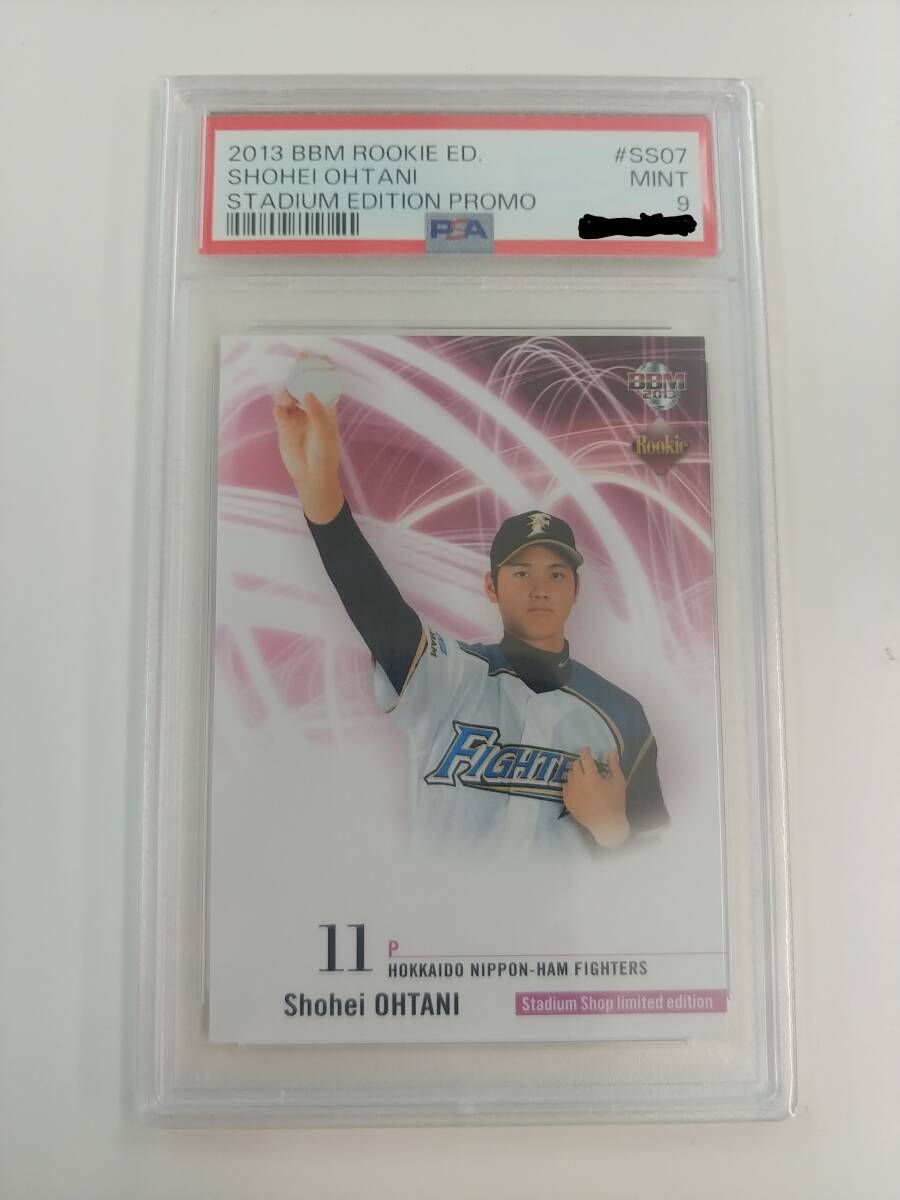 2013 BBM ROOKIE ED. #SS07
SHOHEI OHTANI MINT
STADIUM EDITION PROMO 9
PSA
BBM
2013
Rookie
F
FIGHTE
11 P
HOKKAIDO NIPPON-HAM FIGHTERS
Shohei OHTANI
Stadium Shop limited edition